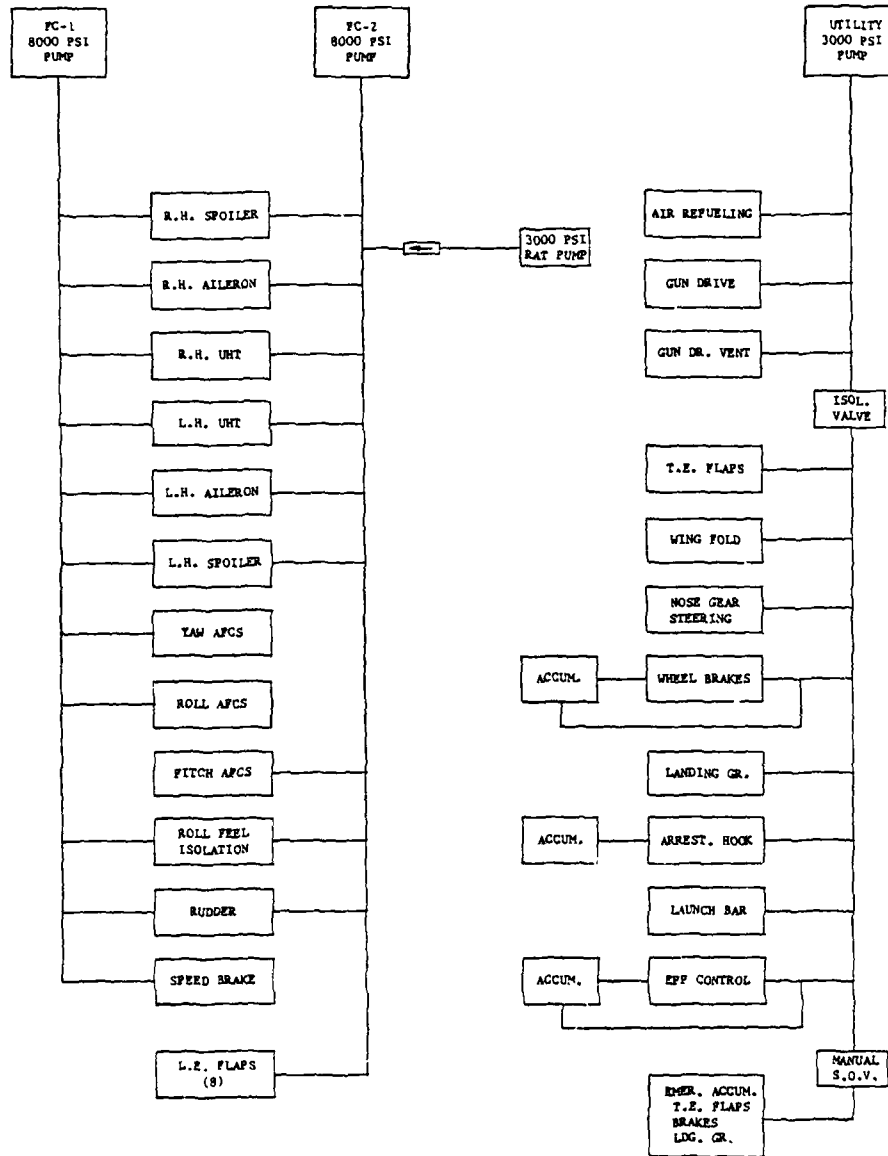 FC-1
8000 PSI
PUMP
FC-2
8000 PSI
PUMP
UTILITY
3000 PSI
PUMP
R.H. SPOILER
3000 PSI
RAT PUMP
R.H. AILERON
R.H. UHT
L.H. UHT
L.H. AILERON
L.H. SPOILER
YAW AFCS
ROLL AFCS
PITCH AFCS
ROLL FEEL
ISOLATION
RUDDER
SPEED BRAKE
L.E. FLAPS
(8)
AIR REFUELING
GUN DRIVE
GUN DR. VENT
ISOL.
VALVE
T.E. FLAPS
WING FOLD
NOSE GEAR
STEERING
ACCUM.
WHEEL BRAKES
LANDING GR.
ACCUM.
ARREST. HOOK
LAUNCH BAR
ACCUM.
EPP CONTROL
MANUAL
S.O.V.
EMER. ACCUM.
T.E. FLAPS
BRAKES
LDG. GR.